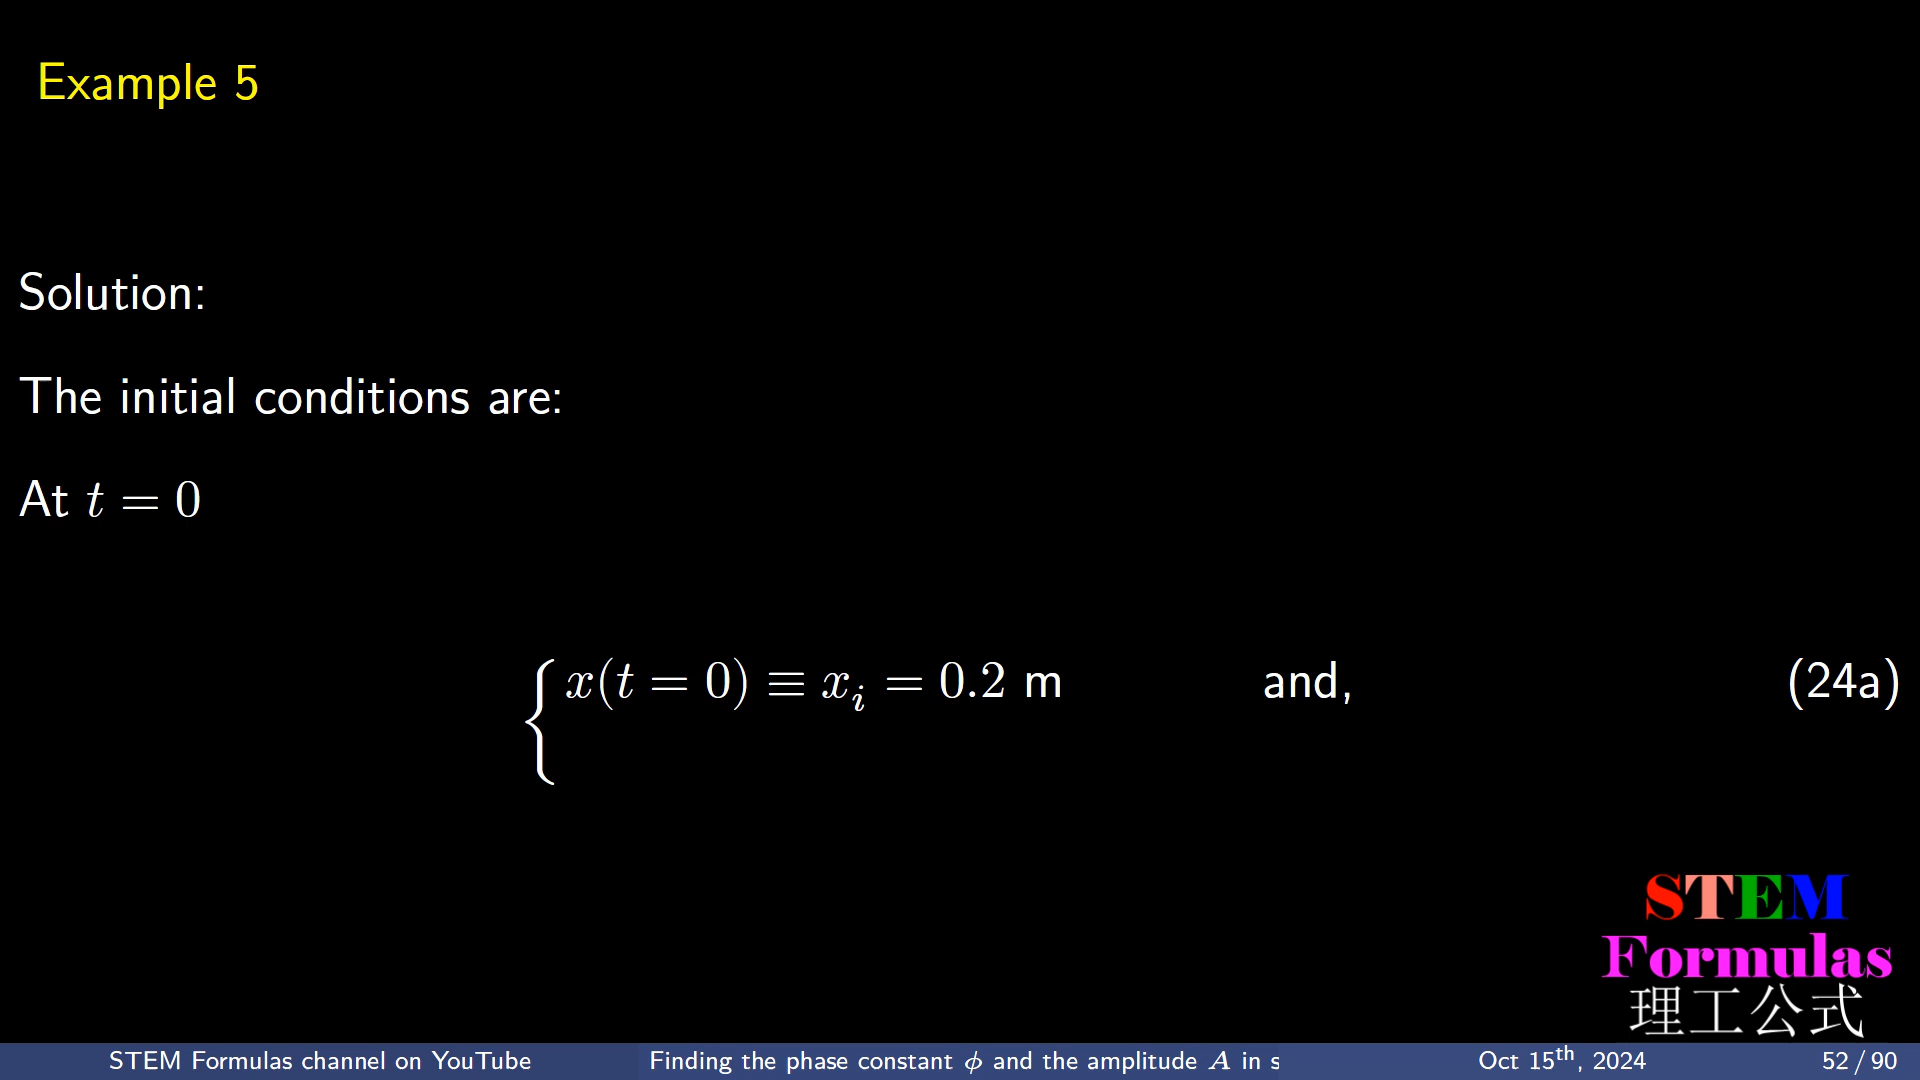 Example 5
Solution:
The initial conditions are:
At t = 0
x(t = 0) ≡ xᵢ = 0.2 m and, (24a)
STEM
Formulas
理工公式
STEM Formulas channel on YouTube Finding the phase constant ϕ and the amplitude A in s Oct 15th, 2024 52 / 90